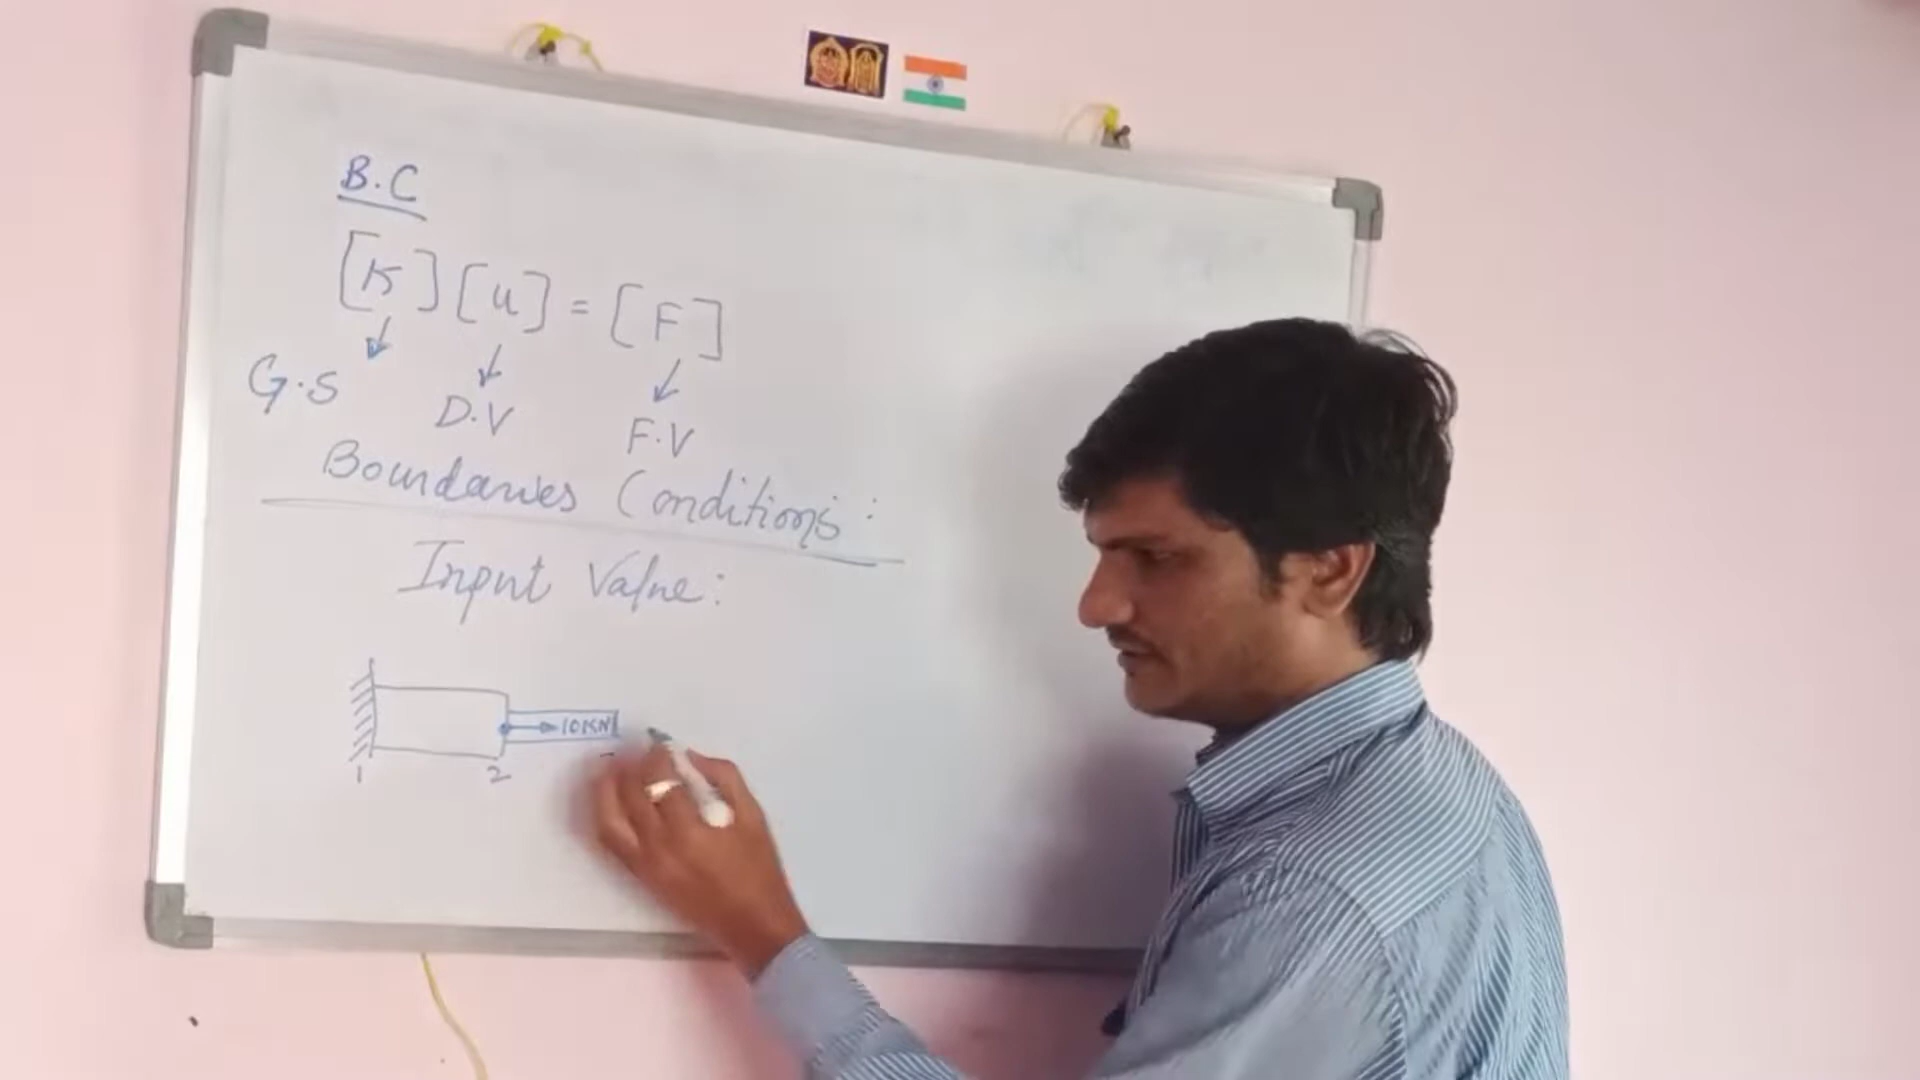 B.C
[K] [u] = [F]
G.S D.V F.V
Boundaries Conditions:
Input Value:
10KN
1 2